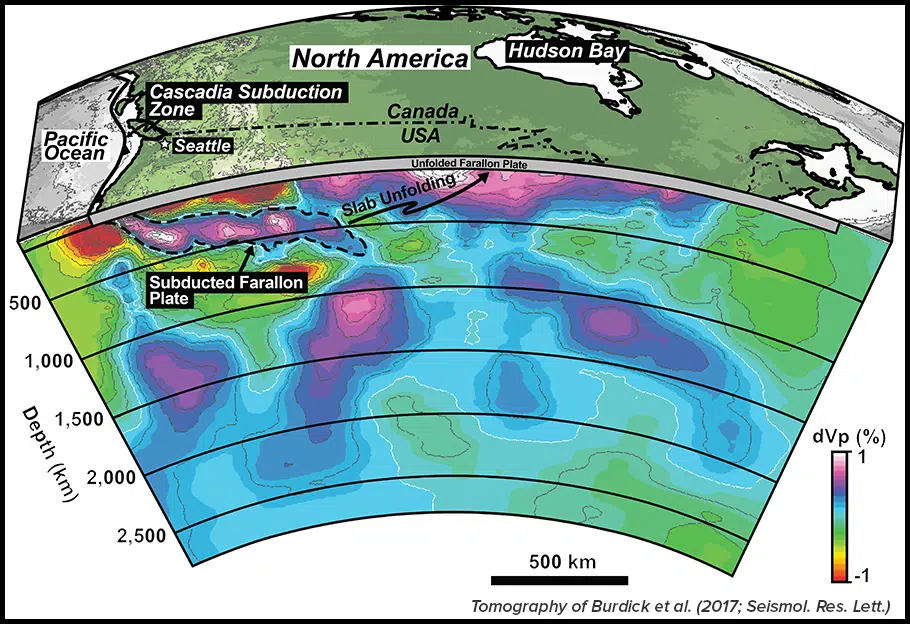 North America
Hudson Bay
Cascadia Subduction
Zone
Canada
USA
Pacific
Ocean
Seattle
Unfolded Farallon Plate
Slab Unfolding
Subducted Farallon
Plate
500
1,000
1,500
2,000
2,500
Depth (km)
dVp (%)
1
-1
500 km
Tomography of Burdick et al. (2017; Seismol. Res. Lett.)